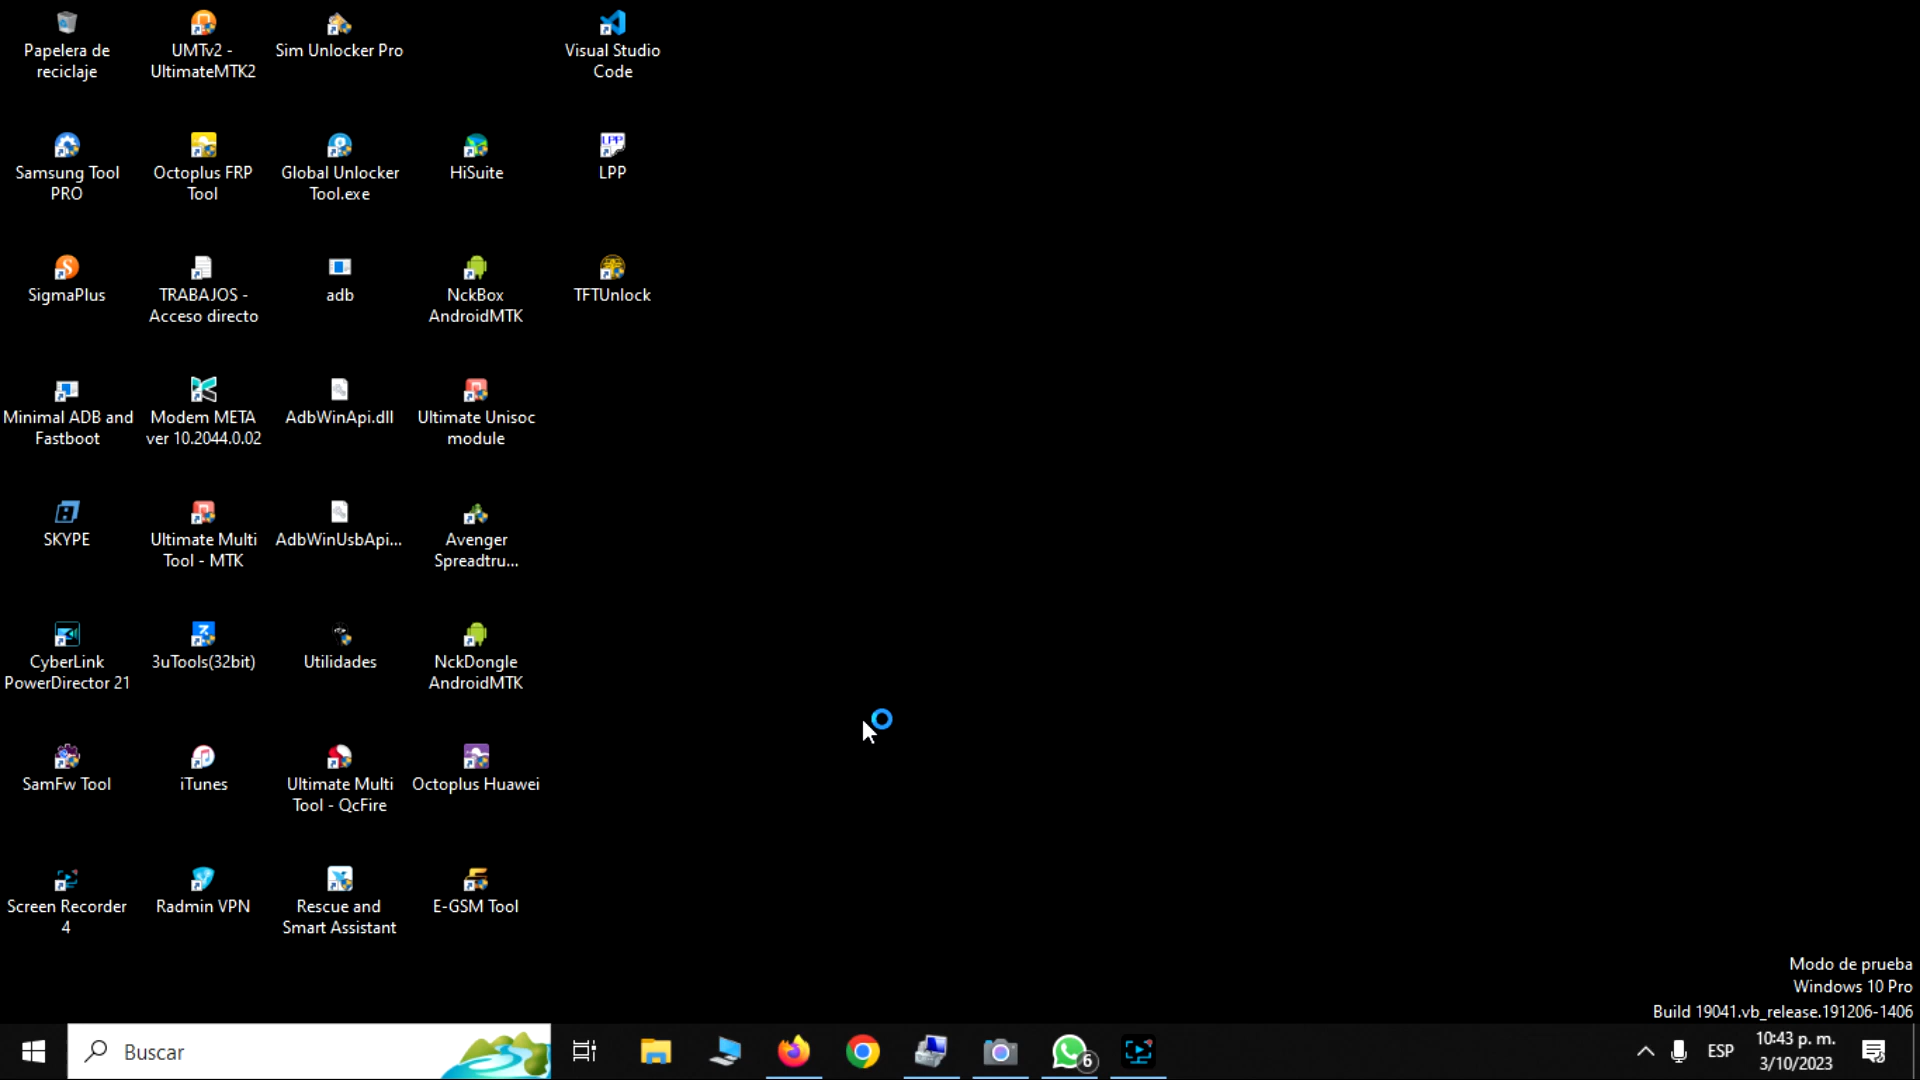 Papelera de
reciclaje
UMTv2 -
UltimateMTK2
Sim Unlocker Pro
Visual Studio
Code
Samsung Tool
PRO
Octoplus FRP
Tool
Global Unlocker
Tool.exe
HiSuite
LPP
LPP
SigmaPlus
TRABAJOS -
Acceso directo
adb
NckBox
AndroidMTK
TFTUnlock
Minimal ADB and
Fastboot
Modem META
ver 10.2044.0.02
AdbWinApi.dll
Ultimate Unisoc
module
SKYPE
Ultimate Multi
Tool - MTK
AdbWinUsbApi...
Avenger
Spreadtru...
CyberLink
PowerDirector 21
3uTools(32bit)
Utilidades
NckDongle
AndroidMTK
SamFw Tool
iTunes
Ultimate Multi
Tool - QcFire
Octoplus Huawei
Screen Recorder
4
Radmin VPN
Rescue and
Smart Assistant
E-GSM Tool
Modo de prueba
Windows 10 Pro
Build 19041.vb_release.191206-1406
Buscar
6
ESP
10:43 p. m.
3/10/2023